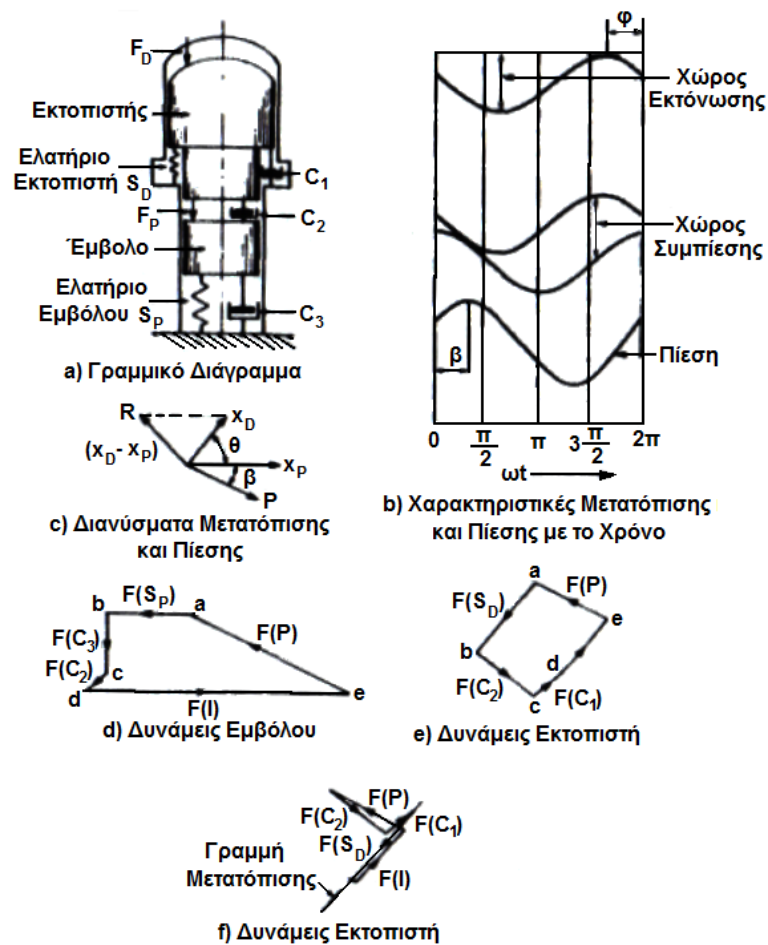 F_D
Εκτοπιστής
Ελατήριο
Εκτοπιστή S_D
C_1
F_P
C_2
Έμβολο
Ελατήριο
Εμβόλου S_P
C_3
a) Γραμμικό Διάγραμμα
φ
Χώρος
Εκτόνωσης
Χώρος
Συμπίεσης
β
Πίεση
0 π/2 π 3π/2 2π
ωt
b) Χαρακτηριστικές Μετατόπισης
και Πίεσης με το Χρόνο
R x_D
(x_D- x_P) θ
β x_P
P
c) Διανύσματα Μετατόπισης
και Πίεσης
b F(S_P) a
F(C_3) F(P)
F(C_2) c
d F(I) e
d) Δυνάμεις Εμβόλου
a
F(S_D) F(P)
e
b d
F(C_2) F(C_1)
c
e) Δυνάμεις Εκτοπιστή
F(P)
F(C_2) F(C_1)
F(S_D)
Γραμμή
Μετατόπισης F(I)
f) Δυνάμεις Εκτοπιστή